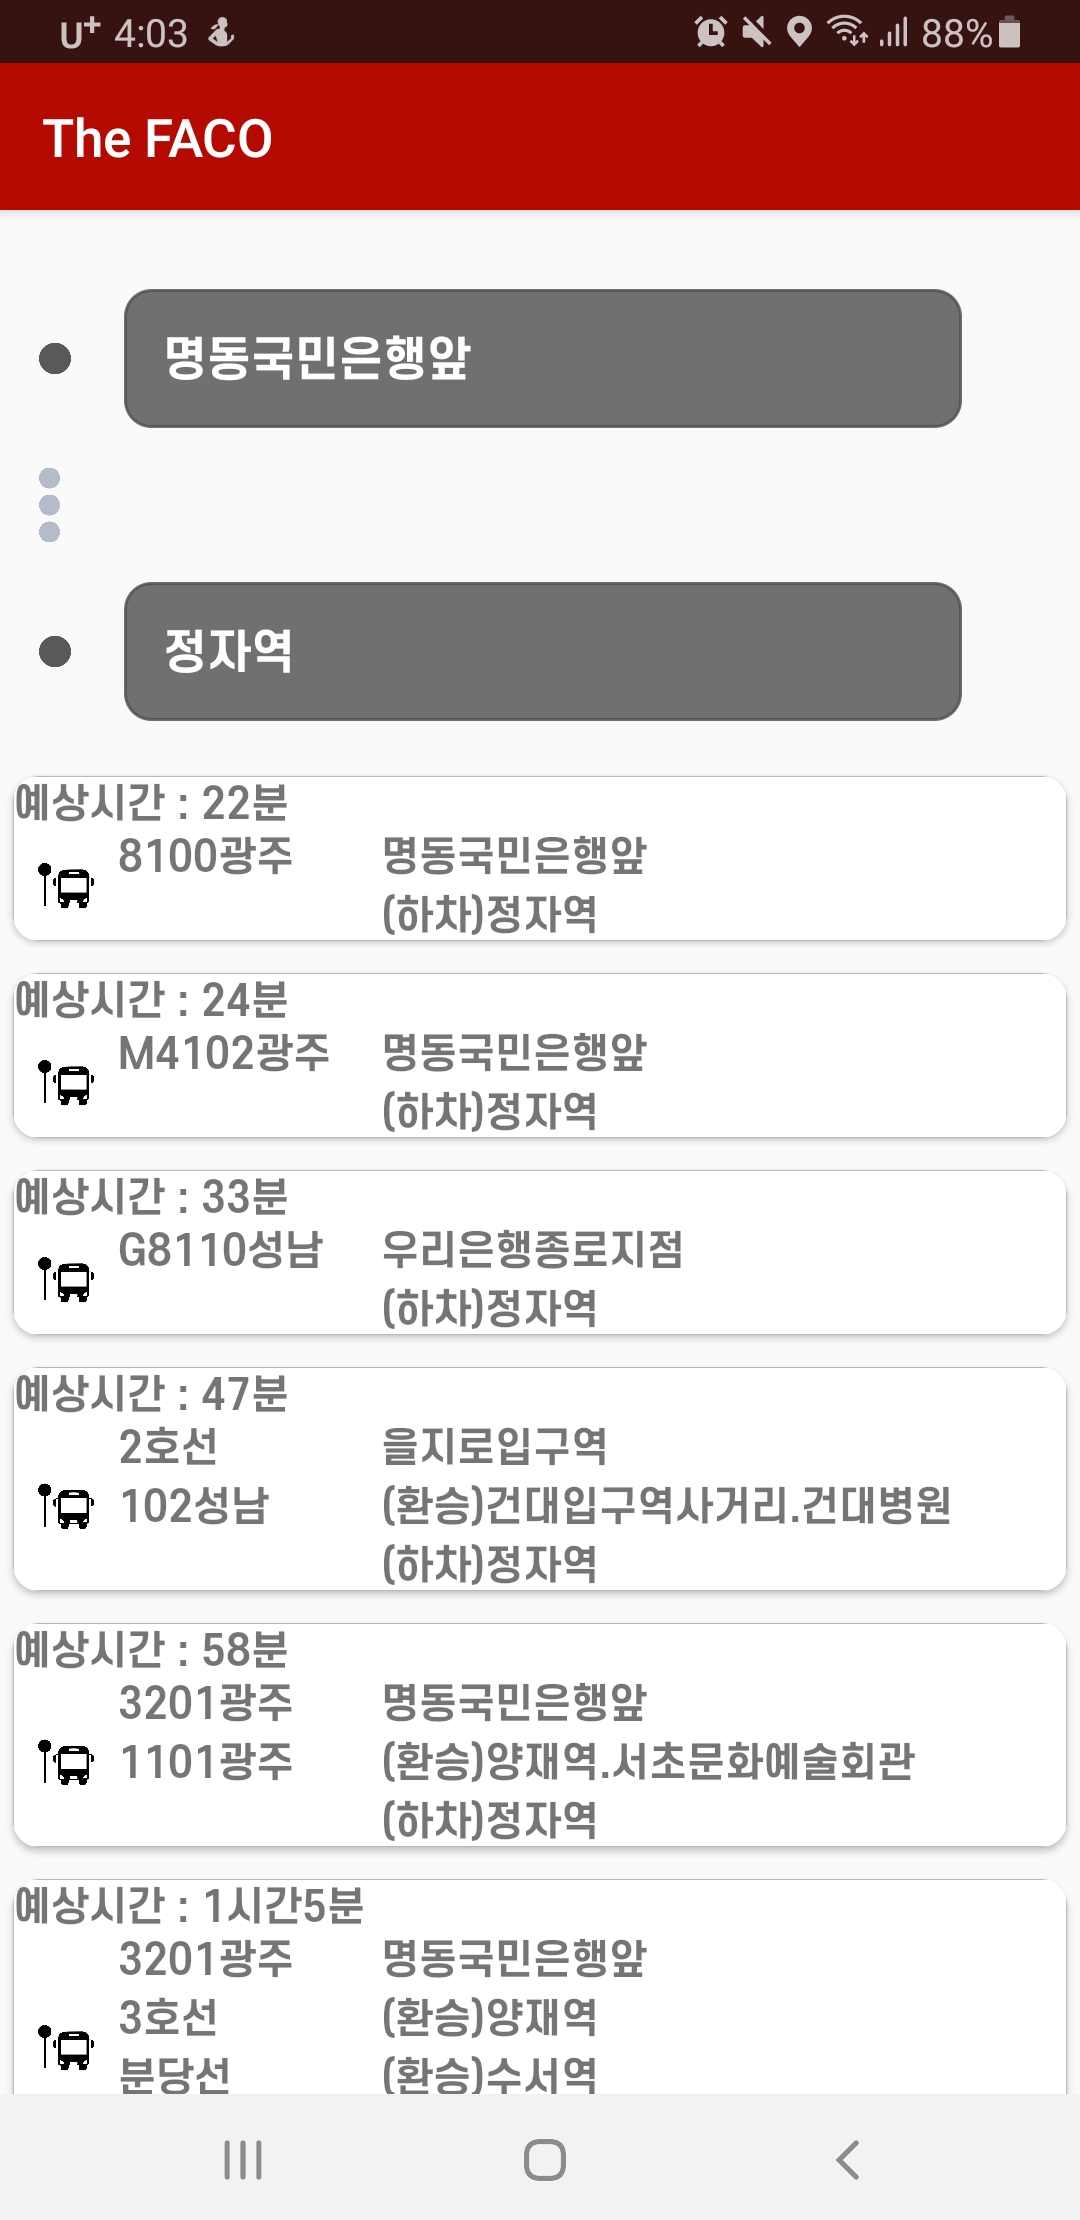 U+ 4:03 88%
The FACO
명동국민은행앞
정자역
예상시간 : 22분
8100광주 명동국민은행앞
(하차)정자역
예상시간 : 24분
M4102광주 명동국민은행앞
(하차)정자역
예상시간 : 33분
G8110성남 우리은행종로지점
(하차)정자역
예상시간 : 47분
2호선 을지로입구역
102성남 (환승)건대입구역사거리.건대병원
(하차)정자역
예상시간 : 58분
3201광주 명동국민은행앞
1101광주 (환승)양재역.서초문화예술회관
(하차)정자역
예상시간 : 1시간5분
3201광주 명동국민은행앞
3호선 (환승)양재역
분당선 (환승)수서역